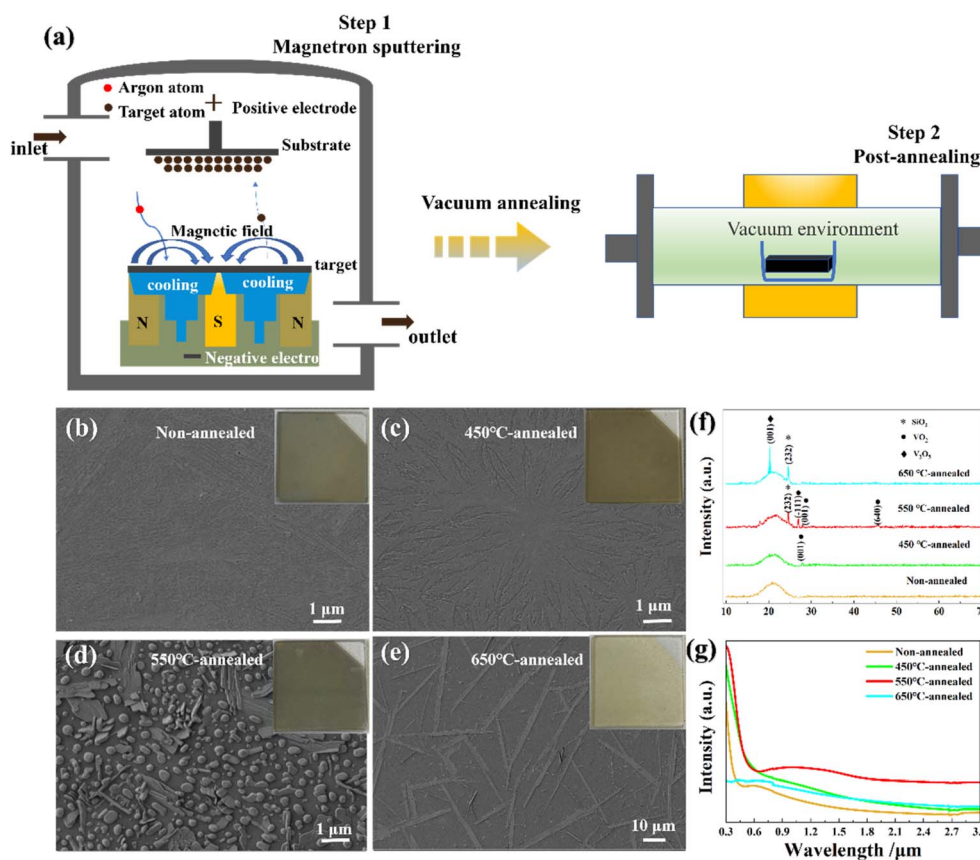 (a)
Step 1
Magnetron sputtering
Argon atom
Target atom
+
Positive electrode
inlet
Substrate
Magnetic field
target
cooling
cooling
N
S
N
Negative electro
outlet
Vacuum annealing
Step 2
Post-annealing
Vacuum environment
(b)
Non-annealed
1 μm
(c)
450°C-annealed
1 μm
(d)
550°C-annealed
1 μm
(e)
650°C-annealed
10 μm
(f)
Intensity (a.u.)
(001)♦
(232) *
* SiO₂
● VO₂
♦ V₂O₅
650 °C-annealed
(232) *
(-111)●
(001) ●
(640)●
550 °C-annealed
(001) ●
450 °C-annealed
Non-annealed
10 20 30 40 50 60 7
(g)
Intensity (a.u.)
Non-annealed
450°C-annealed
550°C-annealed
650°C-annealed
0.3 0.6 0.9 1.2 1.5 1.8 2.1 2.4 2.7 3.
Wavelength /μm